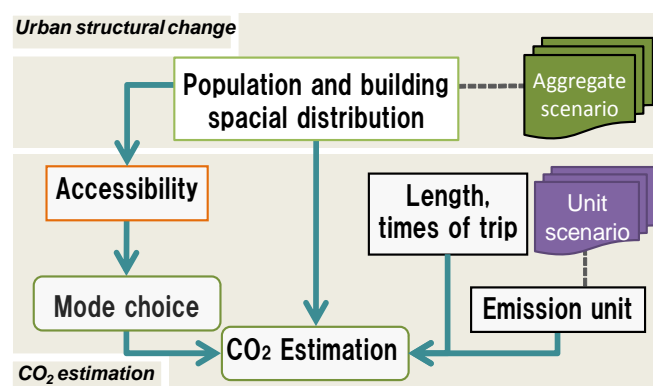 Urban structural change
Population and building
spacial distribution
Aggregate
scenario
Accessibility
Length,
times of trip
Unit
scenario
Mode choice
Emission unit
CO2 Estimation
CO2 estimation